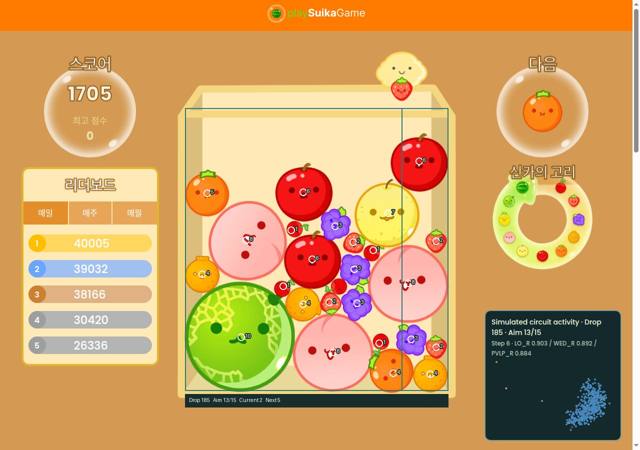 playSuikaGame
스코어
1705
최고 점수
0
리더보드
매일 매주 매월
1 40005
2 39032
3 38166
4 30420
5 26336
다음
진화의 고리
Simulated circuit activity · Drop
185 · Aim 13/15
Step 6 · LO_R 0.903 / WED_R 0.892 /
PVLP_R 0.884
Drop 185 Aim 13/15 Current 2 Next 5